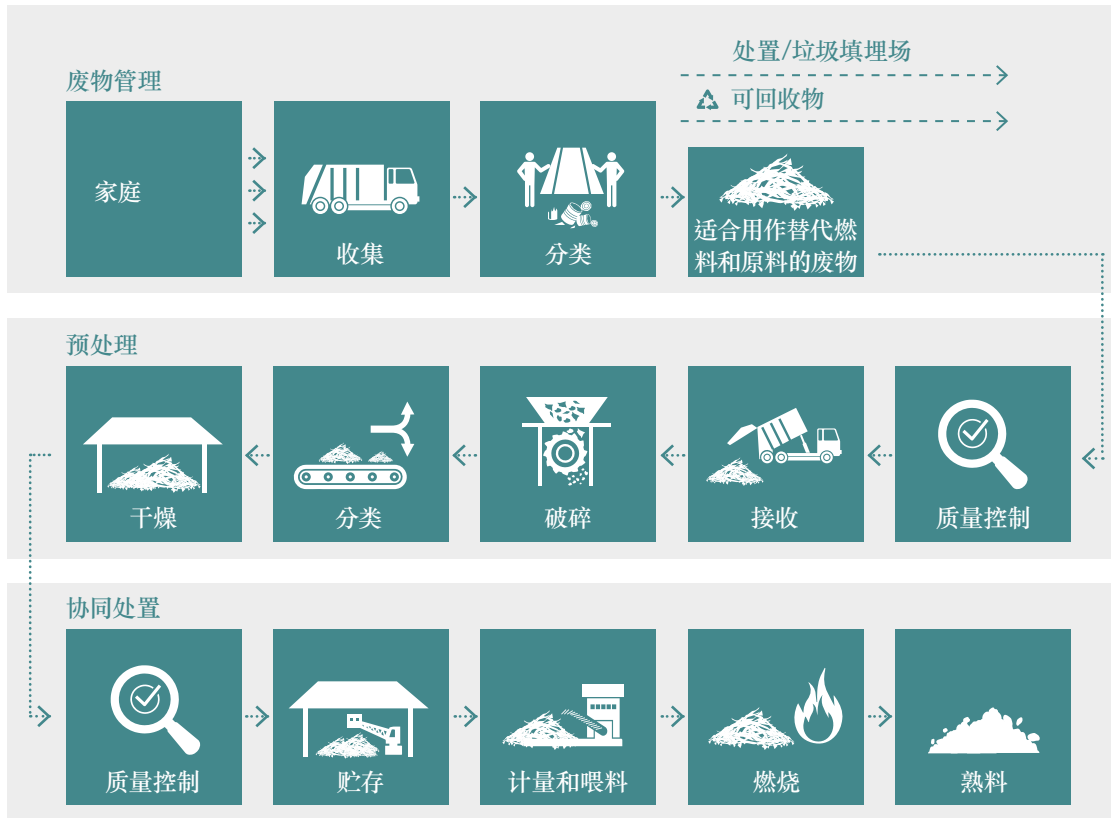 处置/垃圾填埋场
废物管理
可回收物
家庭
收集
分类
适合用作替代燃
料和原料的废物
预处理
干燥
分类
破碎
接收
质量控制
协同处置
质量控制
贮存
计量和喂料
燃烧
熟料